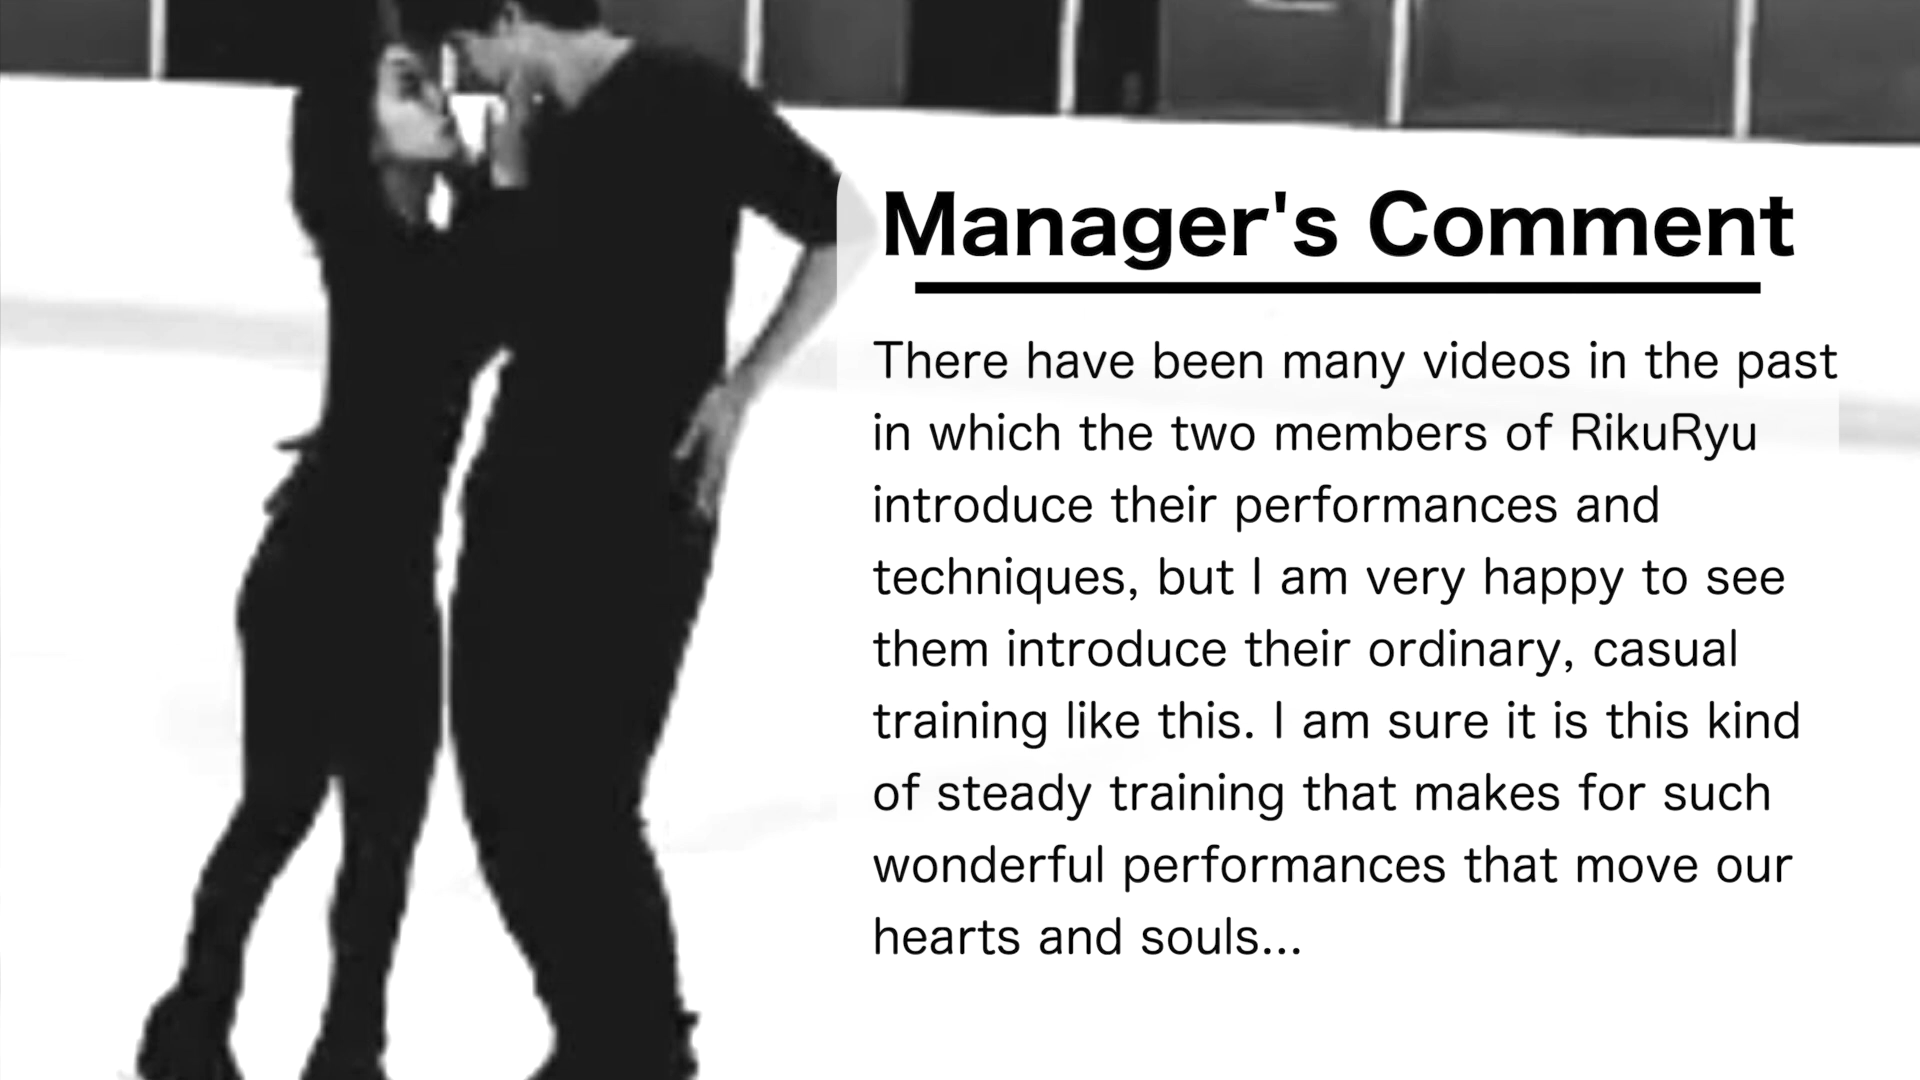 Manager's Comment
There have been many videos in the past
in which the two members of RikuRyu
introduce their performances and
techniques, but I am very happy to see
them introduce their ordinary, casual
training like this. I am sure it is this kind
of steady training that makes for such
wonderful performances that move our
hearts and souls...